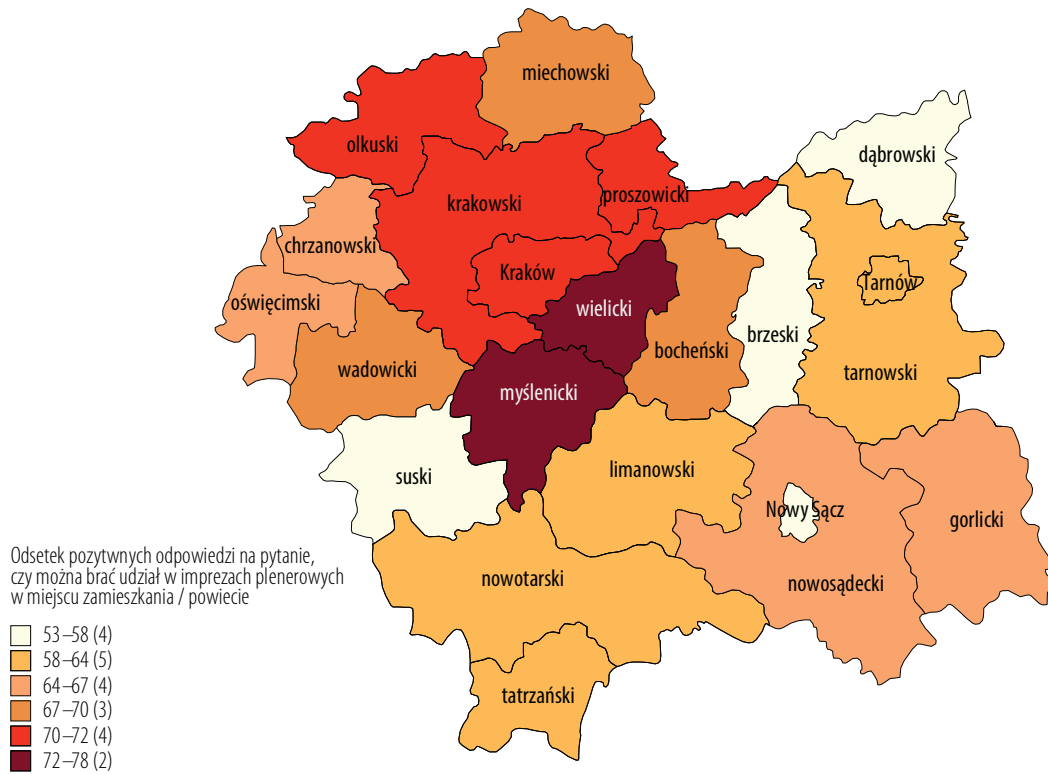 miechowski
olkuski
dąbrowski
krakowski
proszowicki
chrzanowski
Kraków
Tarnów
oświęcimski
wielicki
brzeski
bocheński
wadowicki
tarnowski
myślenicki
limanowski
suski
Nowy Sącz
gorlicki
nowotarski
nowosądecki
tatrzański
Odsetek pozytwnych odpowiedzi na pytanie,
czy można brać udział w imprezach plenerowych
w miejscu zamieszkania / powiecie
53–58 (4)
58–64 (5)
64–67 (4)
67–70 (3)
70–72 (4)
72–78 (2)